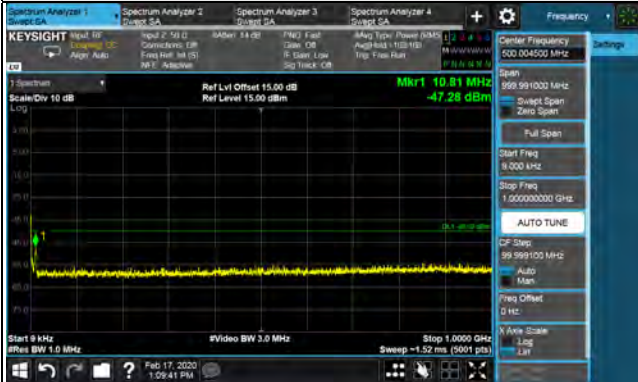 Spectrum Analyzer 1
Swept SA
Spectrum Analyzer 2
Swept SA
Spectrum Analyzer 3
Swept SA
Spectrum Analyzer 4
Swept SA
+
Frequency
KEYSIGHT
Input: RF
Coupling: DC
Align: Auto
Input Z: 50 Ω
Corrections: Off
Freq Ref: Int (S)
NFE: Adaptive
#Atten: 14 dB
PNO: Fast
Gate: Off
IF Gain: Low
Sig Track: Off
#Avg Type: Power (RMS
Trig: Free Run
Center Frequency
500.004500 MHz
Settings
1 Spectrum
Scale/Div 10 dB
Log
Ref Lvl Offset 15.00 dB
Ref Level 15.00 dBm
Mkr1 10.81 MHz
-47.28 dBm
Span
999.991000 MHz
Swept Span
Zero Span
Full Span
Start Freq
9.000 kHz
Stop Freq
1.000000000 GHz
AUTO TUNE
CF Step
99.999100 MHz
Auto
Man
Freq Offset
0 Hz
X Axis Scale
Log
Lin
1
Start 9 kHz
#Res BW 1.0 MHz
#Video BW 3.0 MHz
Stop 1.0000 GHz
Sweep ~1.52 ms (5001 pts)
?
Feb 17, 2020
1:09:41 PM